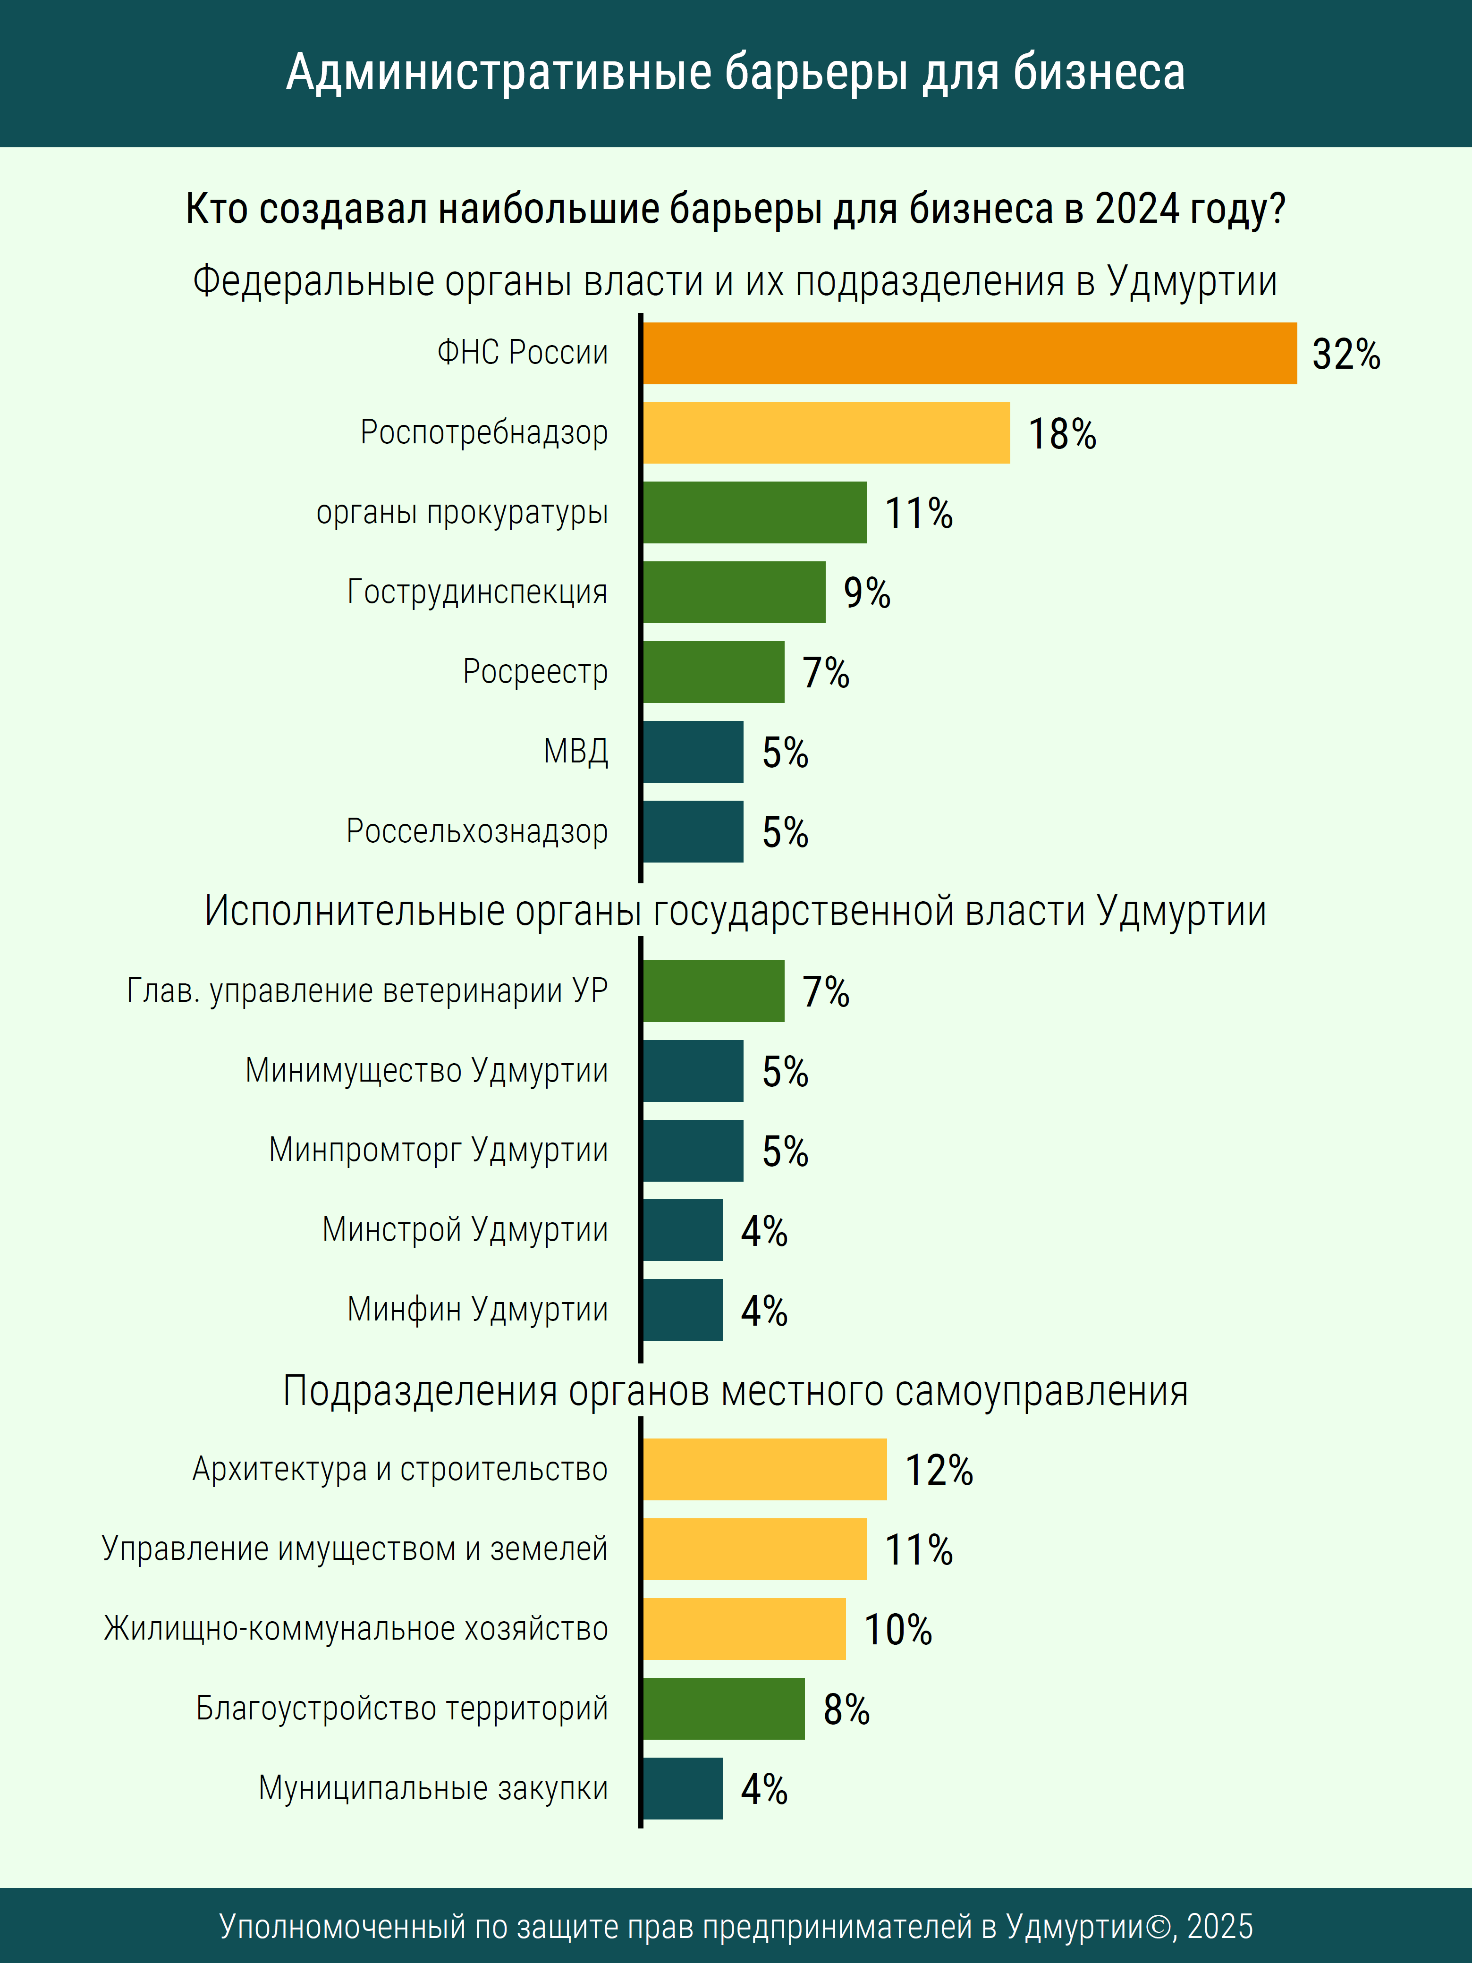 Административные барьеры для бизнеса
Кто создавал наибольшие барьеры для бизнеса в 2024 году?
Федеральные органы власти и их подразделения в Удмуртии
ФНС России 32%
Роспотребнадзор 18%
органы прокуратуры 11%
Гострудинспекция 9%
Росреестр 7%
МВД 5%
Россельхознадзор 5%
Исполнительные органы государственной власти Удмуртии
Глав. управление ветеринарии УР 7%
Минимущество Удмуртии 5%
Минпромторг Удмуртии 5%
Минстрой Удмуртии 4%
Минфин Удмуртии 4%
Подразделения органов местного самоуправления
Архитектура и строительство 12%
Управление имуществом и землей 11%
Жилищно-коммунальное хозяйство 10%
Благоустройство территорий 8%
Муниципальные закупки 4%
Уполномоченный по защите прав предпринимателей в Удмуртии©, 2025